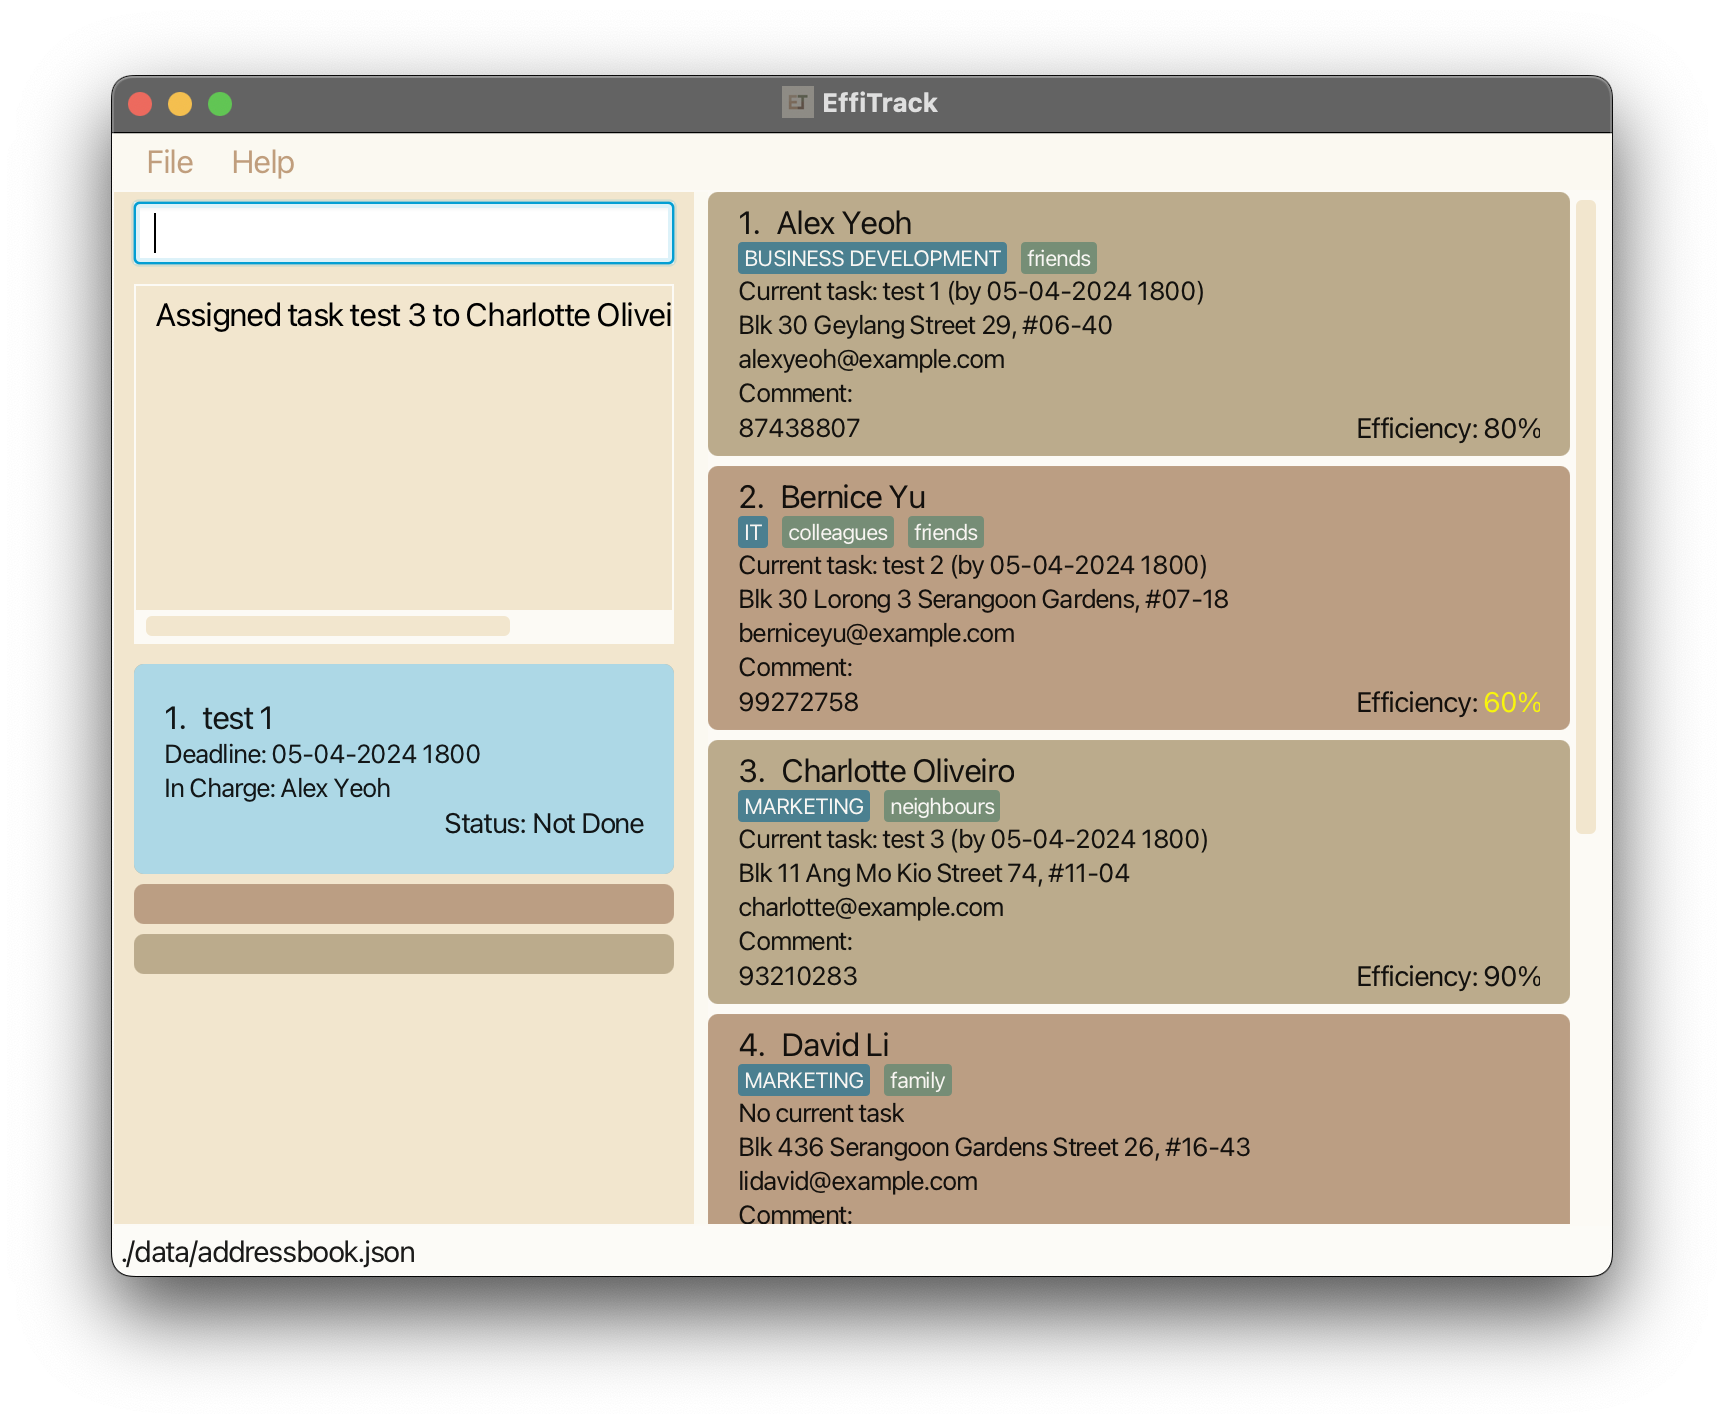 EffiTrack
File Help
Assigned task test 3 to Charlotte Olivei
1. test 1
Deadline: 05-04-2024 1800
In Charge: Alex Yeoh
Status: Not Done
1. Alex Yeoh
BUSINESS DEVELOPMENT friends
Current task: test 1 (by 05-04-2024 1800)
Blk 30 Geylang Street 29, #06-40
alexyeoh@example.com
Comment:
87438807 Efficiency: 80%
2. Bernice Yu
IT colleagues friends
Current task: test 2 (by 05-04-2024 1800)
Blk 30 Lorong 3 Serangoon Gardens, #07-18
berniceyu@example.com
Comment:
99272758 Efficiency: 60%
3. Charlotte Oliveiro
MARKETING neighbours
Current task: test 3 (by 05-04-2024 1800)
Blk 11 Ang Mo Kio Street 74, #11-04
charlotte@example.com
Comment:
93210283 Efficiency: 90%
4. David Li
MARKETING family
No current task
Blk 436 Serangoon Gardens Street 26, #16-43
lidavid@example.com
Comment:
./data/addressbook.json